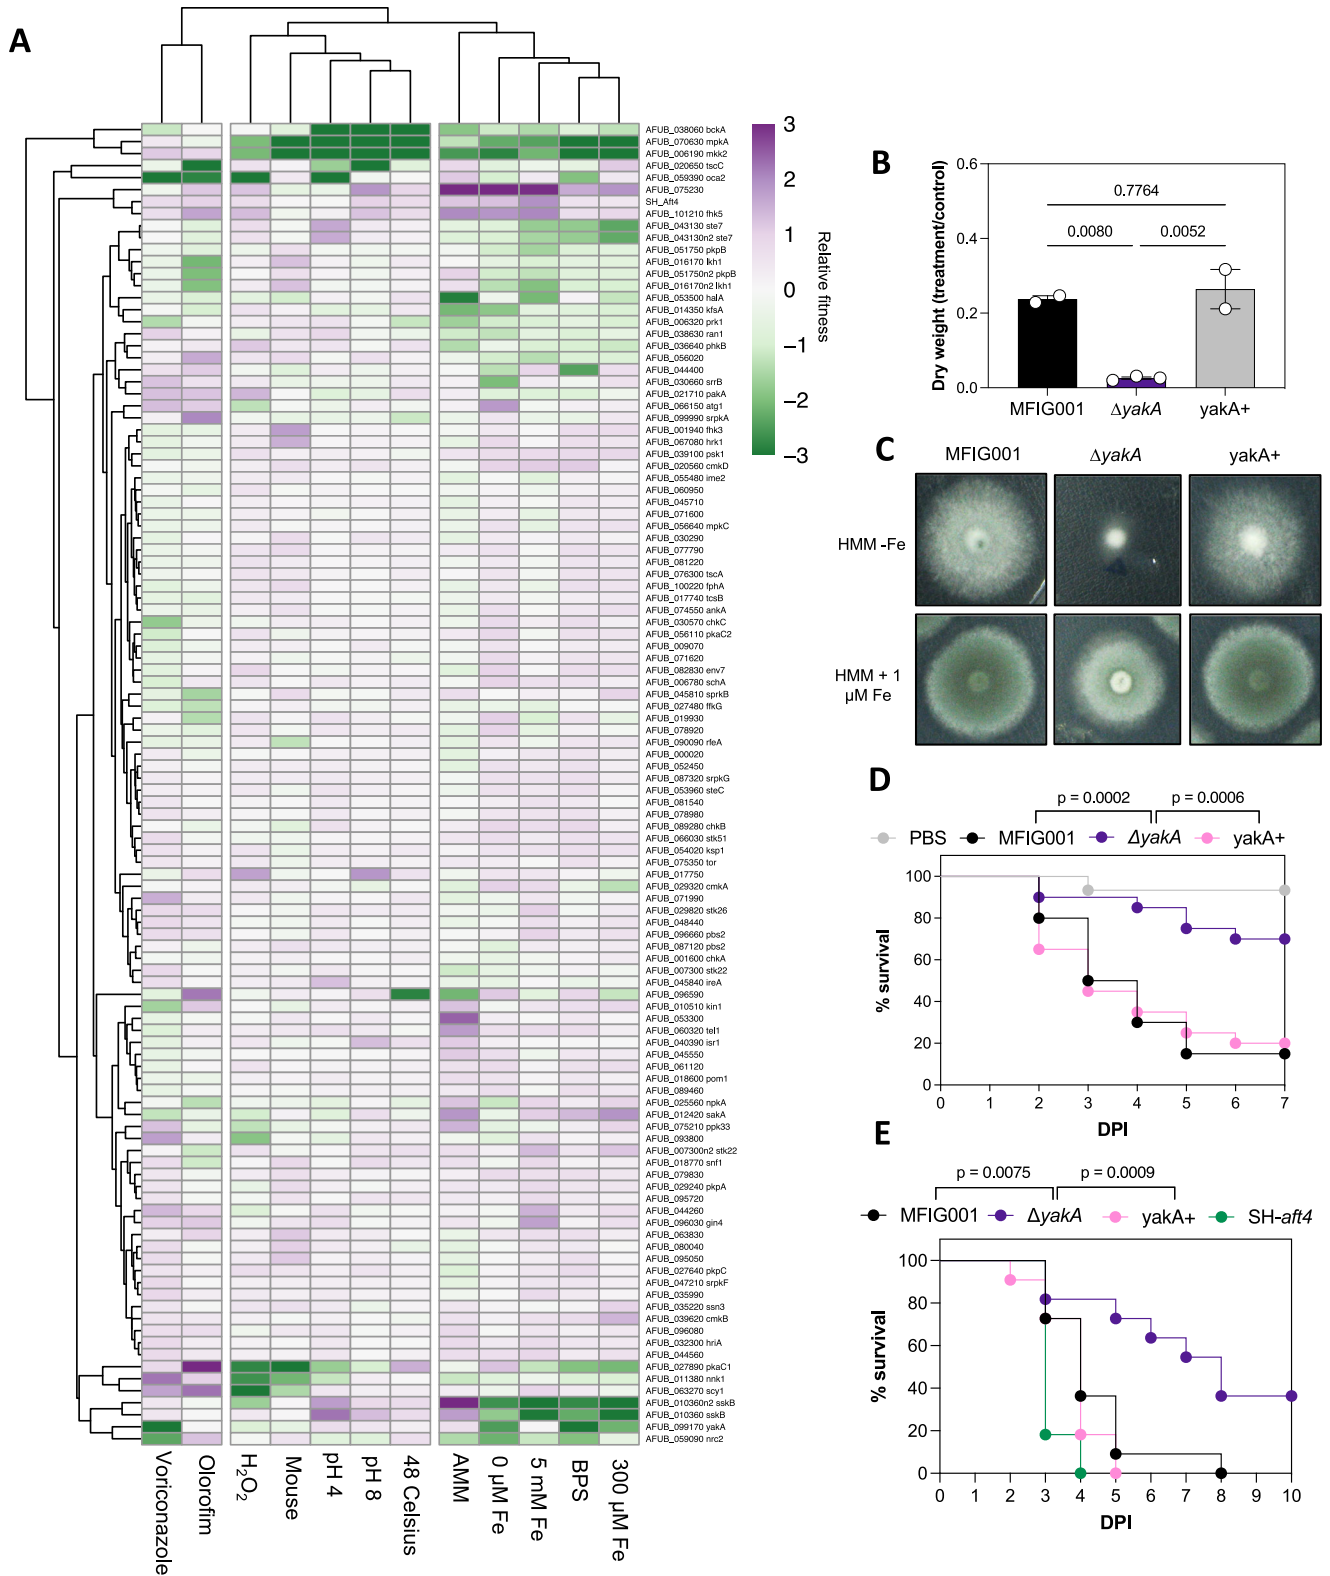 A
3
2
1
0
−1
−2
−3
Relative fitness
AFUB_038060 bckA
AFUB_070630 mpkA
AFUB_006190 mkk2
AFUB_020650 tscC
AFUB_059390 oca2
AFUB_075230
SH_Aft4
AFUB_101210 fhk5
AFUB_043130 ste7
AFUB_043130n2 ste7
AFUB_051750 pkpB
AFUB_016170 lkh1
AFUB_051750n2 pkpB
AFUB_016170n2 lkh1
AFUB_053500 halA
AFUB_014350 kfsA
AFUB_006320 prk1
AFUB_038630 ran1
AFUB_036640 phkB
AFUB_056020
AFUB_044400
AFUB_030660 srrB
AFUB_021710 pakA
AFUB_066150 atg1
AFUB_099990 srpkA
AFUB_001940 fhk3
AFUB_067080 hrk1
AFUB_039100 psk1
AFUB_020560 cmkD
AFUB_055480 ime2
AFUB_060950
AFUB_045710
AFUB_071600
AFUB_056640 mpkC
AFUB_030290
AFUB_077790
AFUB_081220
AFUB_076300 tscA
AFUB_100220 fphA
AFUB_017740 tcsB
AFUB_074550 ankA
AFUB_030570 chkC
AFUB_056110 pkaC2
AFUB_009070
AFUB_071620
AFUB_082830 env7
AFUB_006780 schA
AFUB_045810 sprkB
AFUB_027480 ffkG
AFUB_019930
AFUB_078920
AFUB_090090 rfeA
AFUB_000020
AFUB_052450
AFUB_087320 srpkG
AFUB_053960 steC
AFUB_081540
AFUB_078980
AFUB_089280 chkB
AFUB_066030 stk51
AFUB_054020 ksp1
AFUB_075350 tor
AFUB_017750
AFUB_029320 cmkA
AFUB_071990
AFUB_029820 stk26
AFUB_048440
AFUB_096660 pbs2
AFUB_087120 pbs2
AFUB_001600 chkA
AFUB_007300 stk22
AFUB_045840 ireA
AFUB_096590
AFUB_010510 kin1
AFUB_053300
AFUB_060320 tel1
AFUB_040390 isr1
AFUB_045550
AFUB_061120
AFUB_018600 pom1
AFUB_089460
AFUB_025560 npkA
AFUB_012420 sakA
AFUB_075210 ppk33
AFUB_093800
AFUB_007300n2 stk22
AFUB_018770 snf1
AFUB_079830
AFUB_029240 pkpA
AFUB_095720
AFUB_044260
AFUB_096030 gin4
AFUB_063830
AFUB_080040
AFUB_095050
AFUB_027640 pkpC
AFUB_047210 srpkF
AFUB_035990
AFUB_035220 ssn3
AFUB_039620 cmkB
AFUB_096080
AFUB_032300 hriA
AFUB_044560
AFUB_027890 pkaC1
AFUB_011380 nnk1
AFUB_063270 scy1
AFUB_010360n2 sskB
AFUB_010360 sskB
AFUB_099170 yakA
AFUB_059090 nrc2
Voriconazole
Olorofim
H₂O₂
Mouse
pH 4
pH 8
48 Celsius
AMM
0 µM Fe
5 mM Fe
BPS
300 µM Fe
B
Dry weight (treatment/control)
0.6
0.4
0.2
0.0
0.7764
0.0080
0.0052
MFIG001
ΔyakA
yakA+
C
MFIG001
ΔyakA
yakA+
HMM -Fe
HMM + 1
µM Fe
D
p = 0.0002
p = 0.0006
PBS
MFIG001
ΔyakA
yakA+
% survival
100
80
60
40
20
0
0
1
2
3
4
5
6
7
DPI
E
p = 0.0075
p = 0.0009
MFIG001
ΔyakA
yakA+
SH-aft4
% survival
100
80
60
40
20
0
0
1
2
3
4
5
6
7
8
9
10
DPI